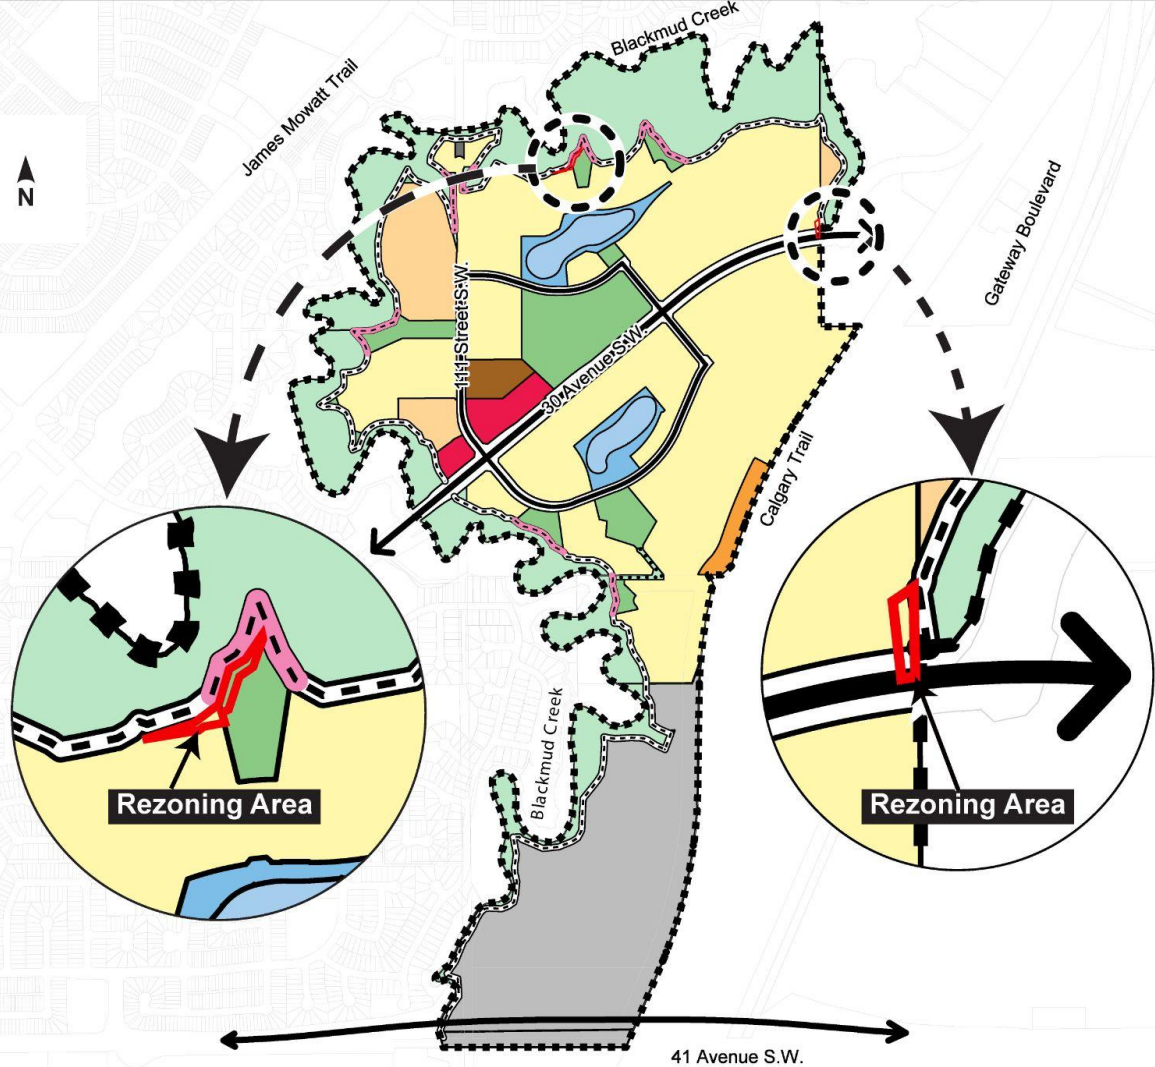 Blackmud Creek
James Mowatt Trail
N
Gateway Boulevard
111 Street S.W.
30 Avenue S.W.
Calgary Trail
Blackmud Creek
Rezoning Area
Rezoning Area
41 Avenue S.W.